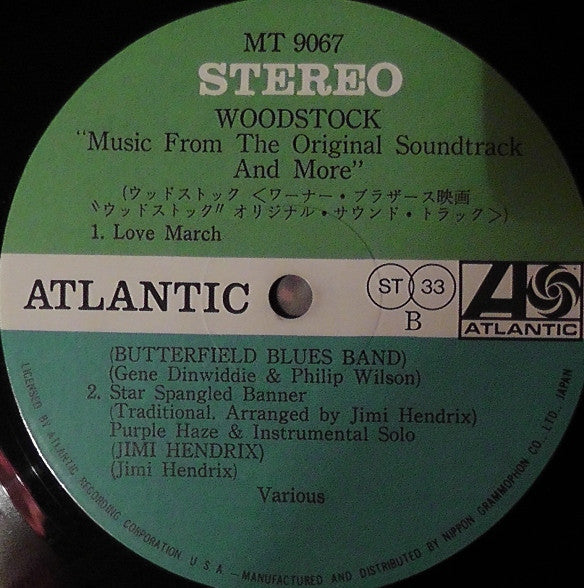 MT 9067
STEREO
WOODSTOCK
"Music From The Original Soundtrack
And More"
(ウッドストック <ワーナー・ブラザース映画
〝ウッドストック〟 オリジナル・サウンド・トラック>)
1. Love March
ATLANTIC
ST 33
B
ATLANTIC
(BUTTERFIELD BLUES BAND)
(Gene Dinwiddie & Philip Wilson)
2. Star Spangled Banner
(Traditional. Arranged by Jimi Hendrix)
Purple Haze & Instrumental Solo
(JIMI HENDRIX)
(Jimi Hendrix)
Various
LICENSED BY ATLANTIC RECORDING CORPORATION U S A. — MANUFACTURED AND DISTRIBUTED BY NIPPON GRAMMOPHON CO., LTD., JAPAN